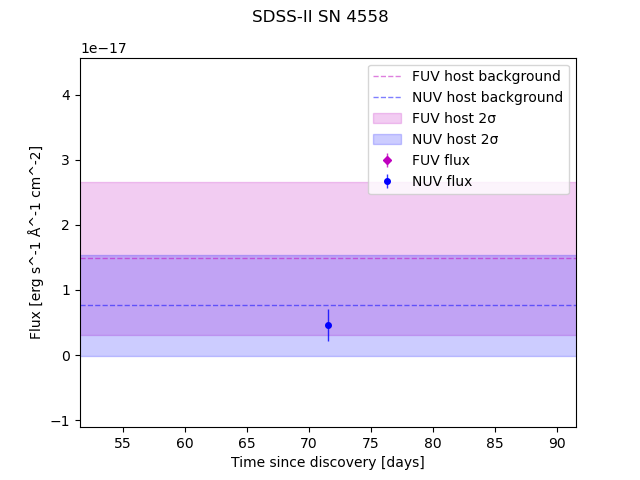 SDSS-II SN 4558
1e−17
FUV host background
NUV host background
FUV host 2σ
NUV host 2σ
FUV flux
NUV flux
4
3
2
1
0
−1
Flux [erg s^-1 Å^-1 cm^-2]
55 60 65 70 75 80 85 90
Time since discovery [days]